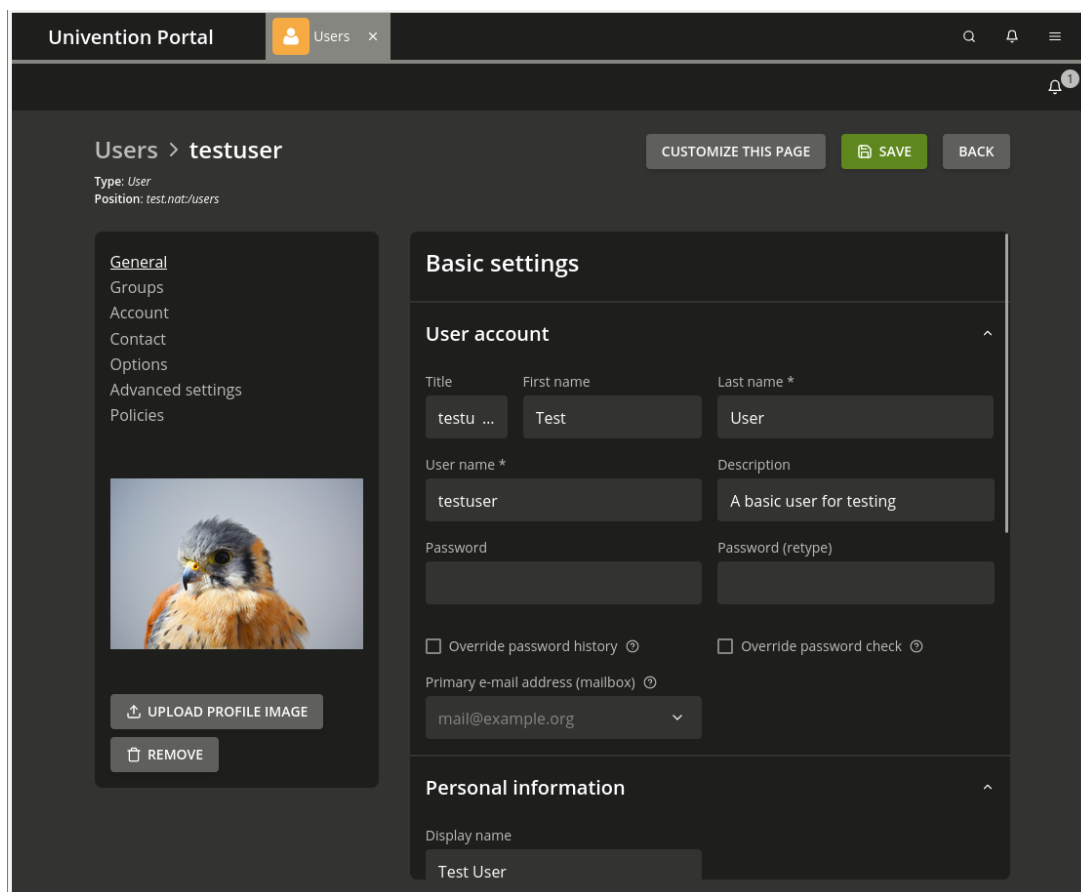 Univention Portal
Users
1
Users > testuser
CUSTOMIZE THIS PAGE
SAVE
BACK
Type: User
Position: test.nat:/users
General
Groups
Account
Contact
Options
Advanced settings
Policies
UPLOAD PROFILE IMAGE
REMOVE
Basic settings
User account
Title First name Last name *
testu ... Test User
User name * Description
testuser A basic user for testing
Password Password (retype)
Override password history Override password check
Primary e-mail address (mailbox)
mail@example.org
Personal information
Display name
Test User